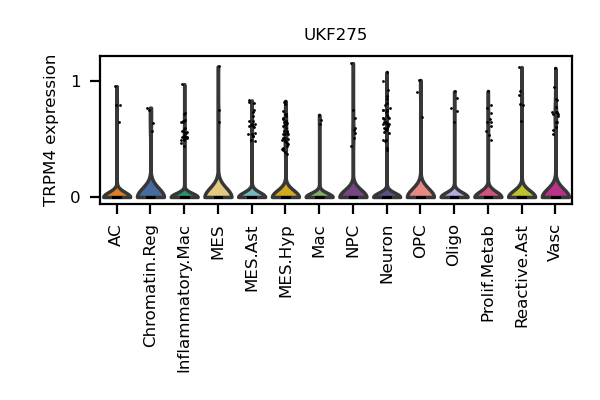 UKF275
TRPM4 expression
1
0
AC
Chromatin.Reg
Inflammatory.Mac
MES
MES.Ast
MES.Hyp
Mac
NPC
Neuron
OPC
Oligo
Prolif.Metab
Reactive.Ast
Vasc